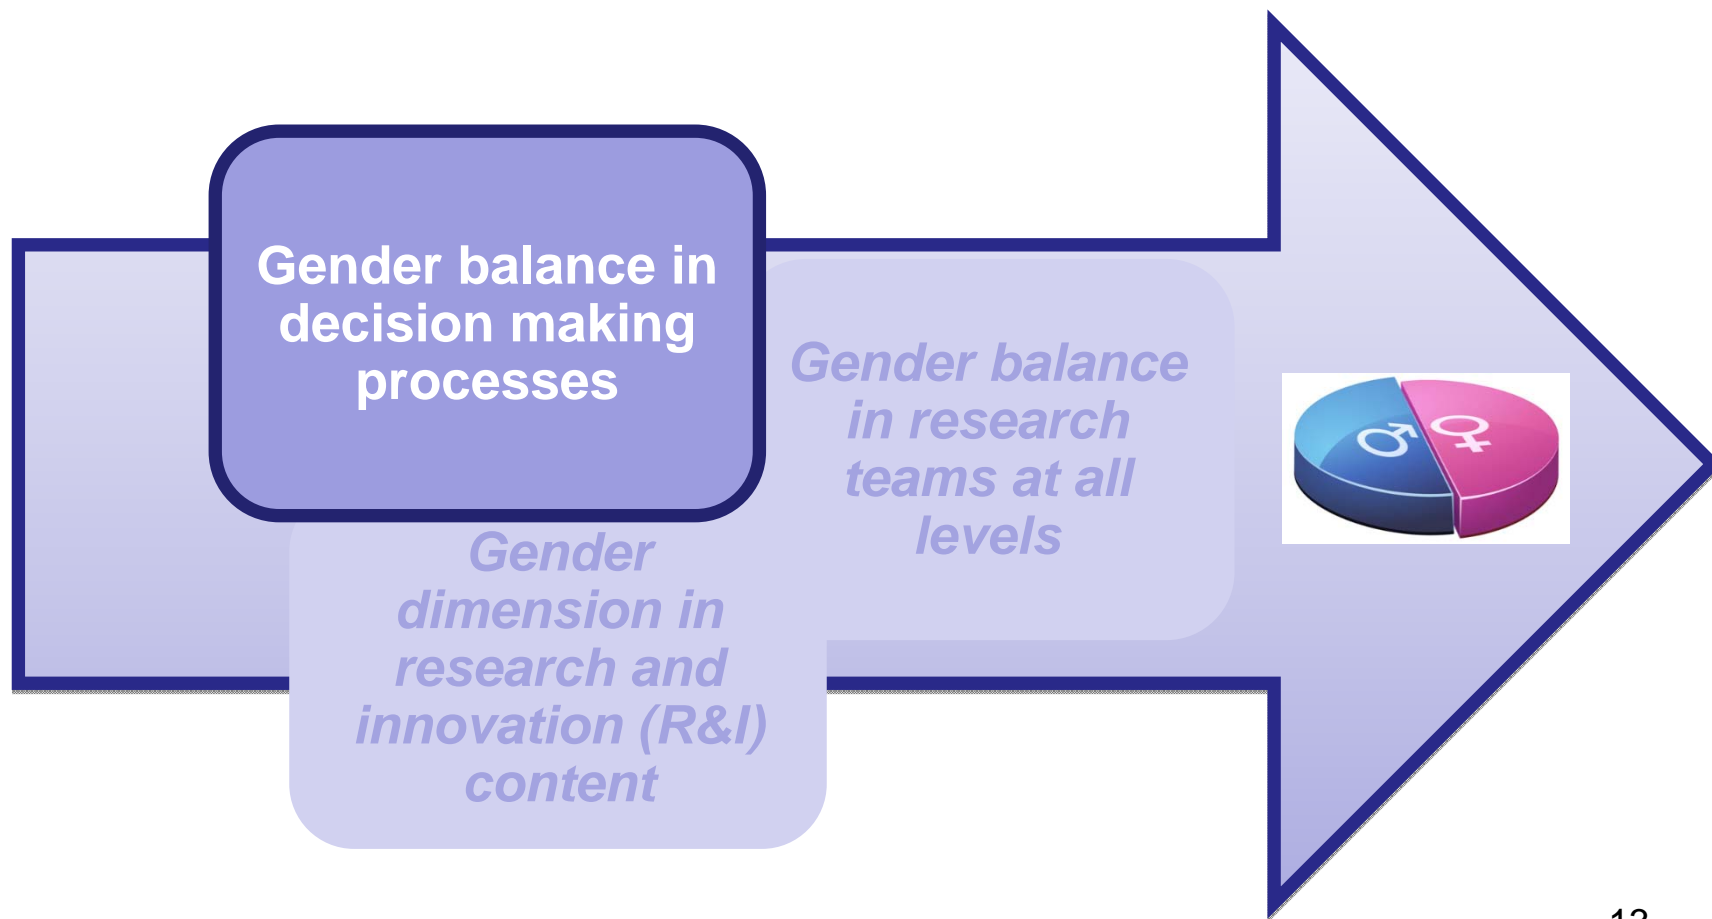 Gender balance in
decision making
processes
Gender balance
in research
teams at all
levels
Gender
dimension in
research and
innovation (R&I)
content